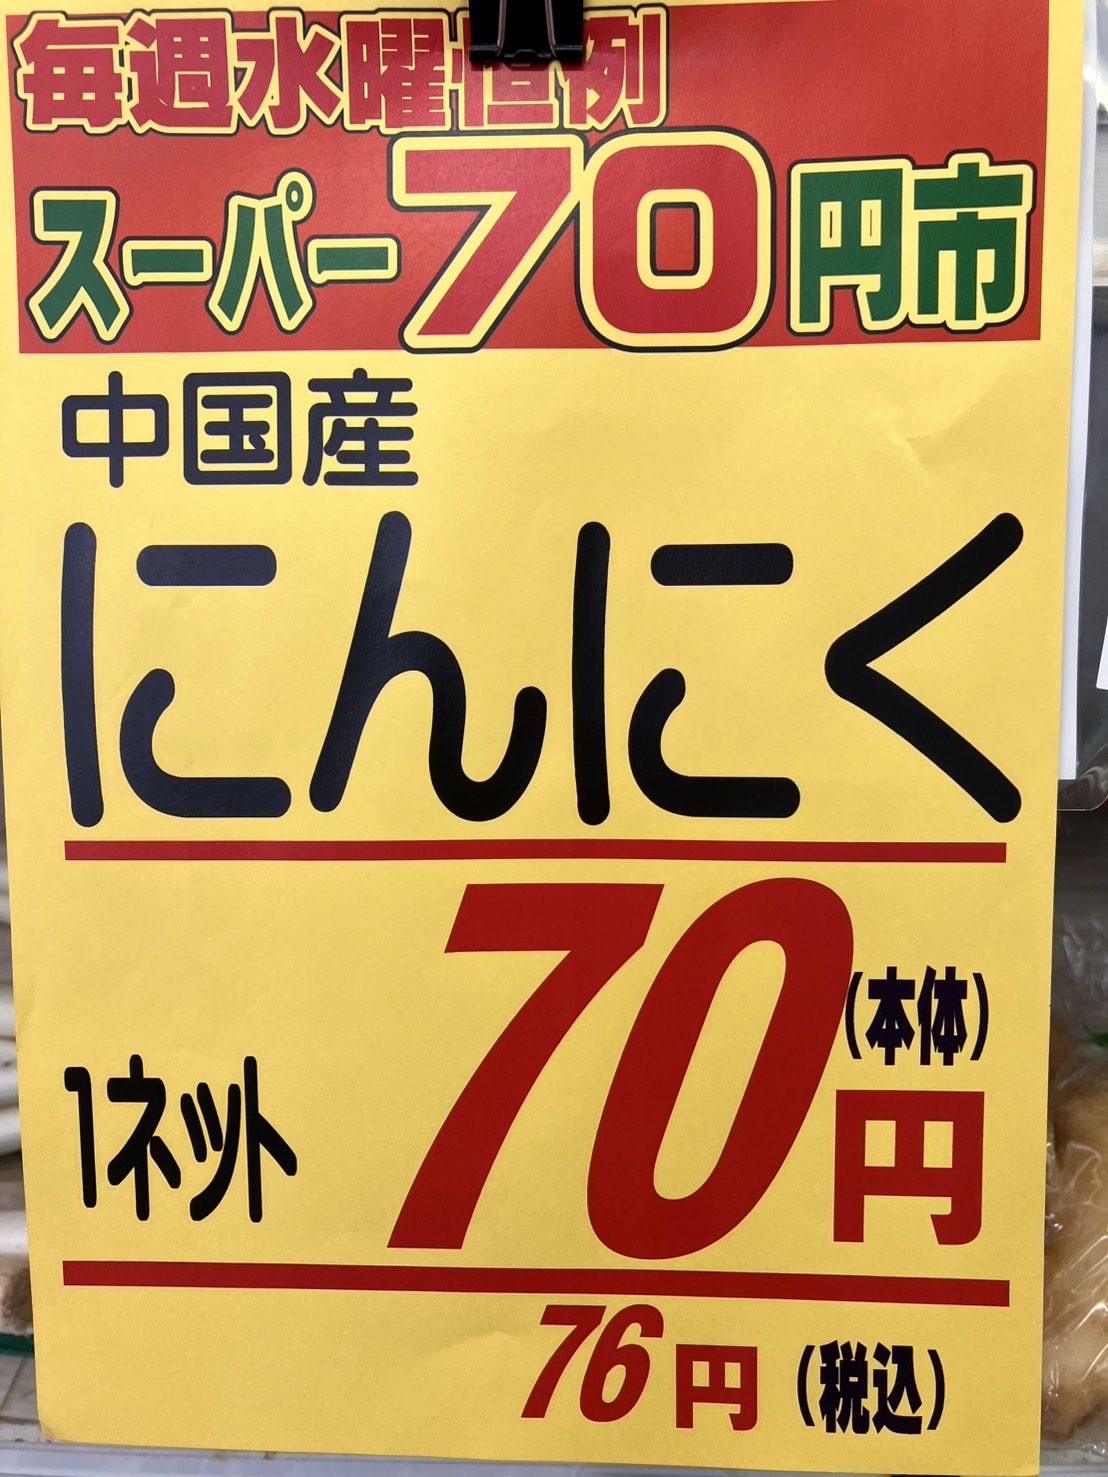 毎週水曜恒例
スーパー70円市
中国産
にんにく
1ネット 70円(本体)
76円(税込)